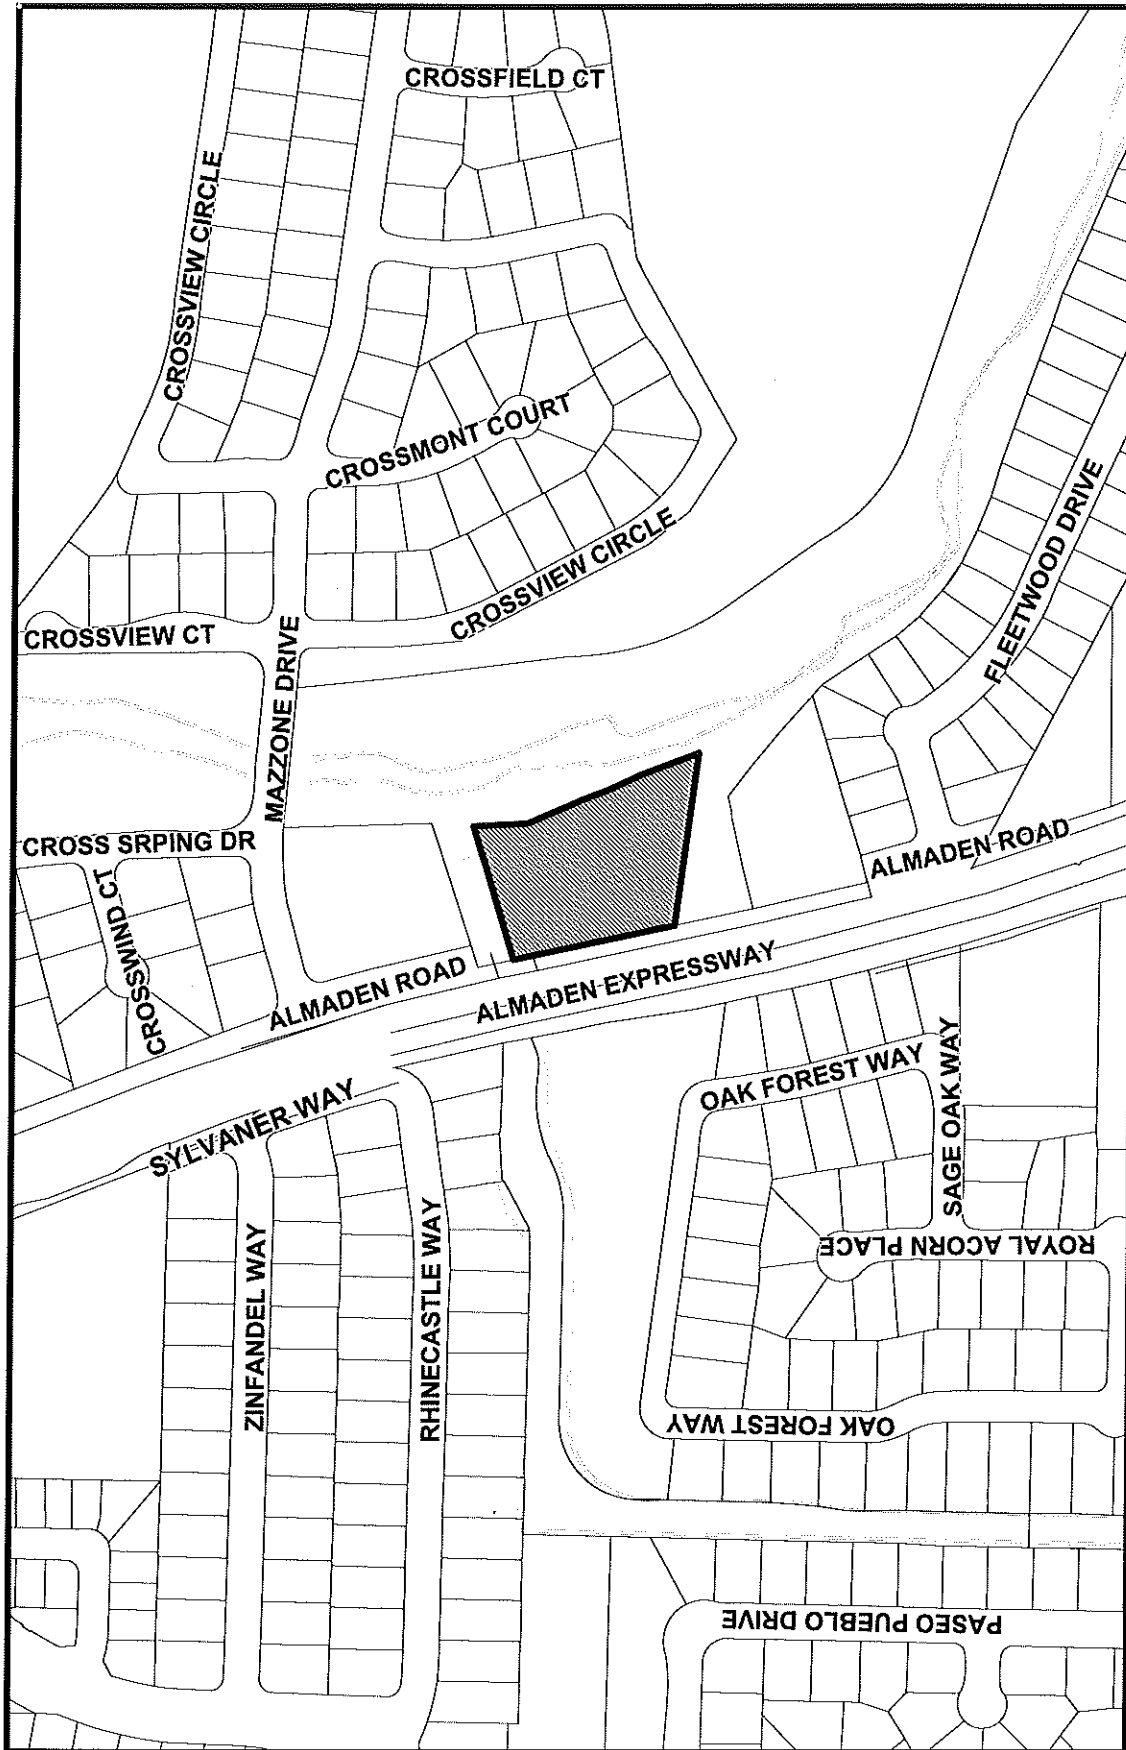 CROSSFIELD CT
CROSSVIEW CIRCLE
CROSSMONT COURT
FLEETWOOD DRIVE
CROSSVIEW CIRCLE
CROSSVIEW CT
MAZZONE DRIVE
CROSS SRPING DR
ALMADEN ROAD
CROSSWIND CT
ALMADEN ROAD
ALMADEN EXPRESSWAY
OAK FOREST WAY
SAGE OAK WAY
SYLVANER WAY
ROYAL ACORN PLACE
ZINFANDEL WAY
RHINECASTLE WAY
OAK FOREST WAY
PASEO PUEBLO DRIVE